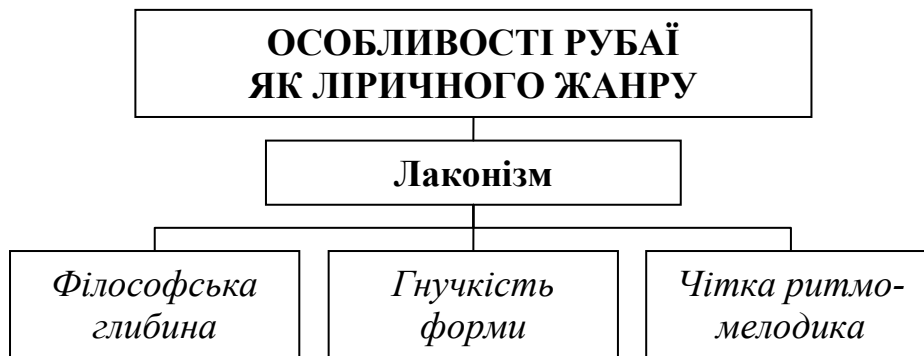 ОСОБЛИВОСТІ РУБАЇ
ЯК ЛІРИЧНОГО ЖАНРУ
Лаконізм
Філософська
глибина
Гнучкість
форми
Чітка ритмо-
мелодика